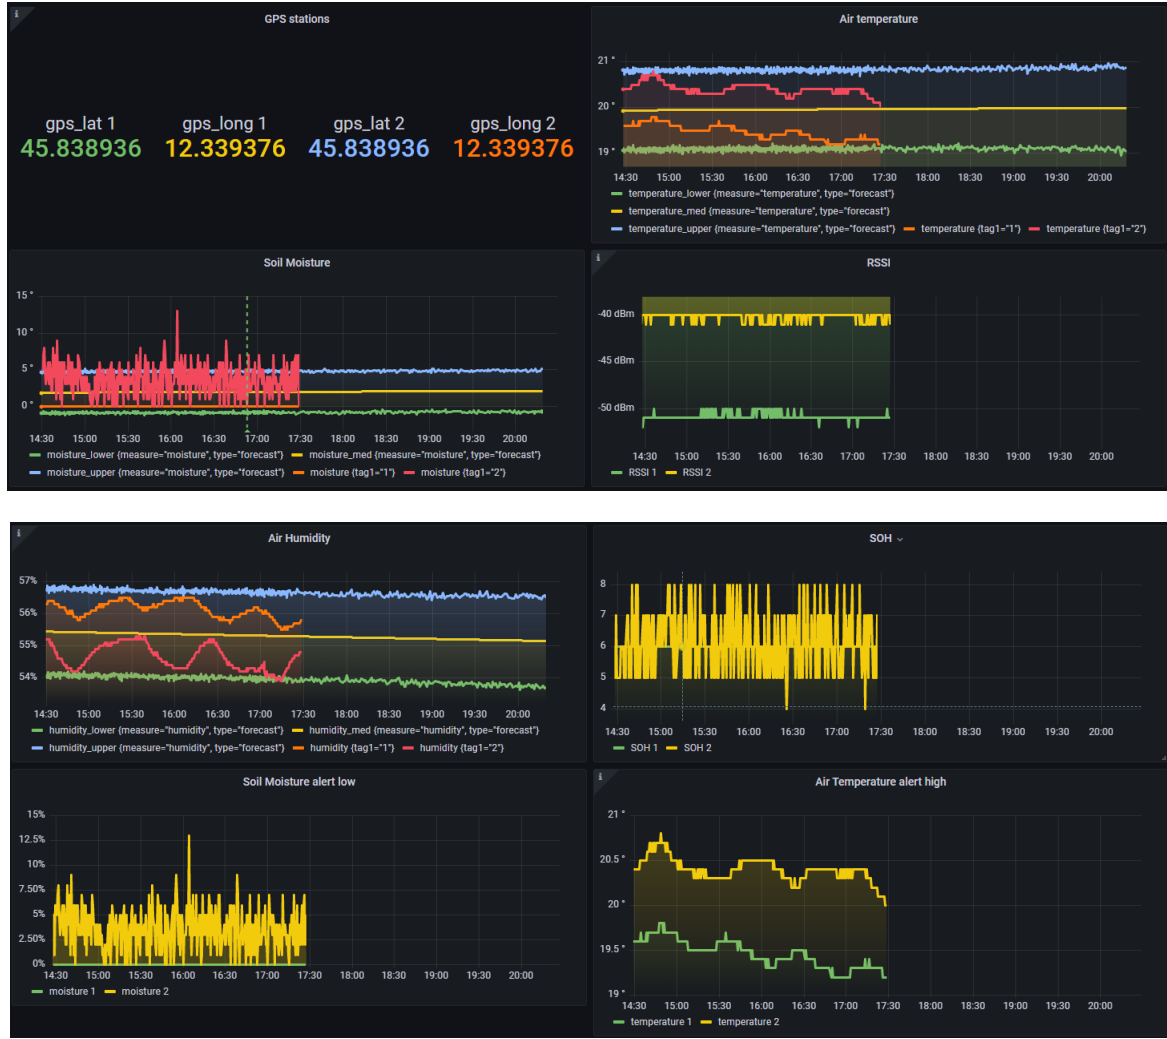 GPS stations
gps_lat 1 gps_long 1 gps_lat 2 gps_long 2
45.838936 12.339376 45.838936 12.339376
Air temperature
21 °
20 °
19 °
14:30 15:00 15:30 16:00 16:30 17:00 17:30 18:00 18:30 19:00 19:30 20:00
temperature_lower {measure="temperature", type="forecast"}
temperature_med {measure="temperature", type="forecast"}
temperature_upper {measure="temperature", type="forecast"} temperature {tag1="1"} temperature {tag1="2"}
Soil Moisture
15 °
10 °
5 °
0 °
14:30 15:00 15:30 16:00 16:30 17:00 17:30 18:00 18:30 19:00 19:30 20:00
moisture_lower {measure="moisture", type="forecast"} moisture_med {measure="moisture", type="forecast"}
moisture_upper {measure="moisture", type="forecast"} moisture {tag1="1"} moisture {tag1="2"}
RSSI
-40 dBm
-45 dBm
-50 dBm
14:30 15:00 15:30 16:00 16:30 17:00 17:30 18:00 18:30 19:00 19:30 20:00
RSSI 1 RSSI 2
Air Humidity
57%
56%
55%
54%
14:30 15:00 15:30 16:00 16:30 17:00 17:30 18:00 18:30 19:00 19:30 20:00
humidity_lower {measure="humidity", type="forecast"} humidity_med {measure="humidity", type="forecast"}
humidity_upper {measure="humidity", type="forecast"} humidity {tag1="1"} humidity {tag1="2"}
SOH
8
7
6
5
4
14:30 15:00 15:30 16:00 16:30 17:00 17:30 18:00 18:30 19:00 19:30 20:00
SOH 1 SOH 2
Soil Moisture alert low
15%
12.5%
10%
7.50%
5%
2.50%
0%
14:30 15:00 15:30 16:00 16:30 17:00 17:30 18:00 18:30 19:00 19:30 20:00
moisture 1 moisture 2
Air Temperature alert high
21 °
20.5 °
20 °
19.5 °
19 °
14:30 15:00 15:30 16:00 16:30 17:00 17:30 18:00 18:30 19:00 19:30 20:00
temperature 1 temperature 2